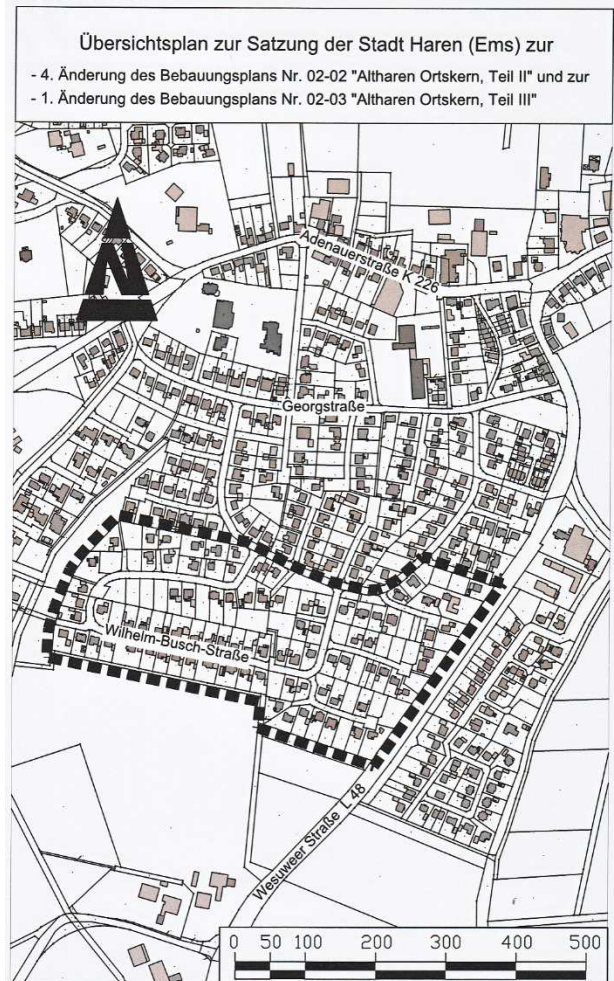 Übersichtsplan zur Satzung der Stadt Haren (Ems) zur
- 4. Änderung des Bebauungsplans Nr. 02-02 "Altharen Ortskern, Teil II" und zur
- 1. Änderung des Bebauungsplans Nr. 02-03 "Altharen Ortskern, Teil III"
N
Adenauerstraße K 226
Georgstraße
Wilhelm-Busch-Straße
Wesuweer Straße L 48
0 50 100 200 300 400 500